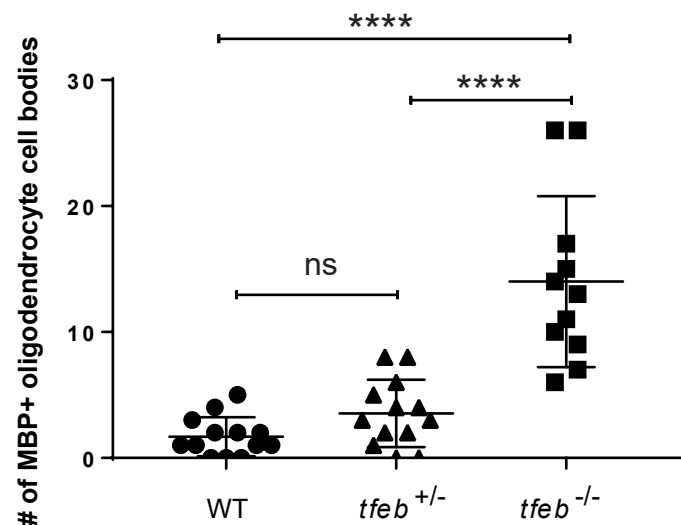 ****
****
ns
# of MBP+ oligodendrocyte cell bodies
30
20
10
0
WT
tfeb +/-
tfeb -/-